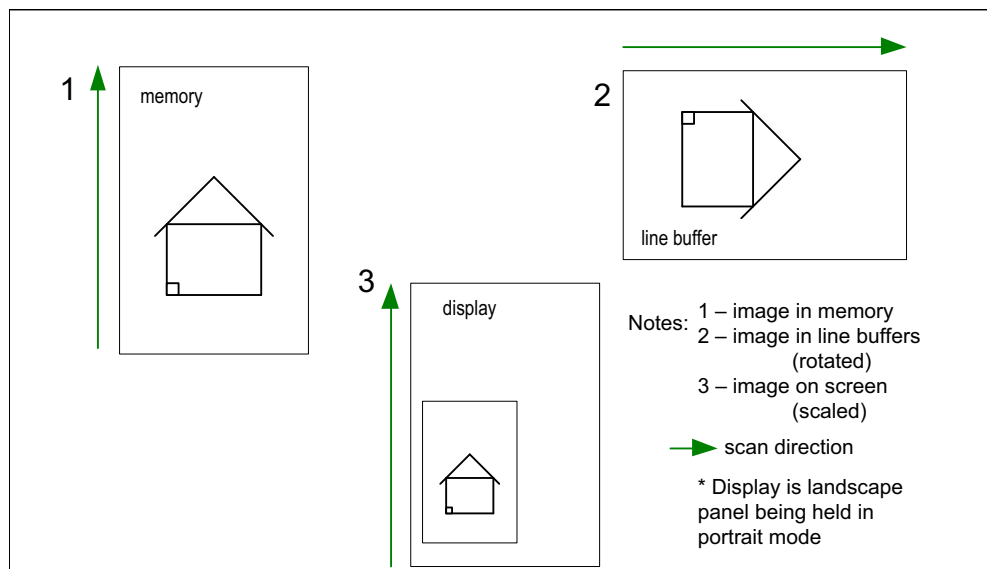 1
memory
2
line buffer
3
display
Notes:
1 – image in memory
2 – image in line buffers
(rotated)
3 – image on screen
(scaled)
scan direction
* Display is landscape
panel being held in
portrait mode